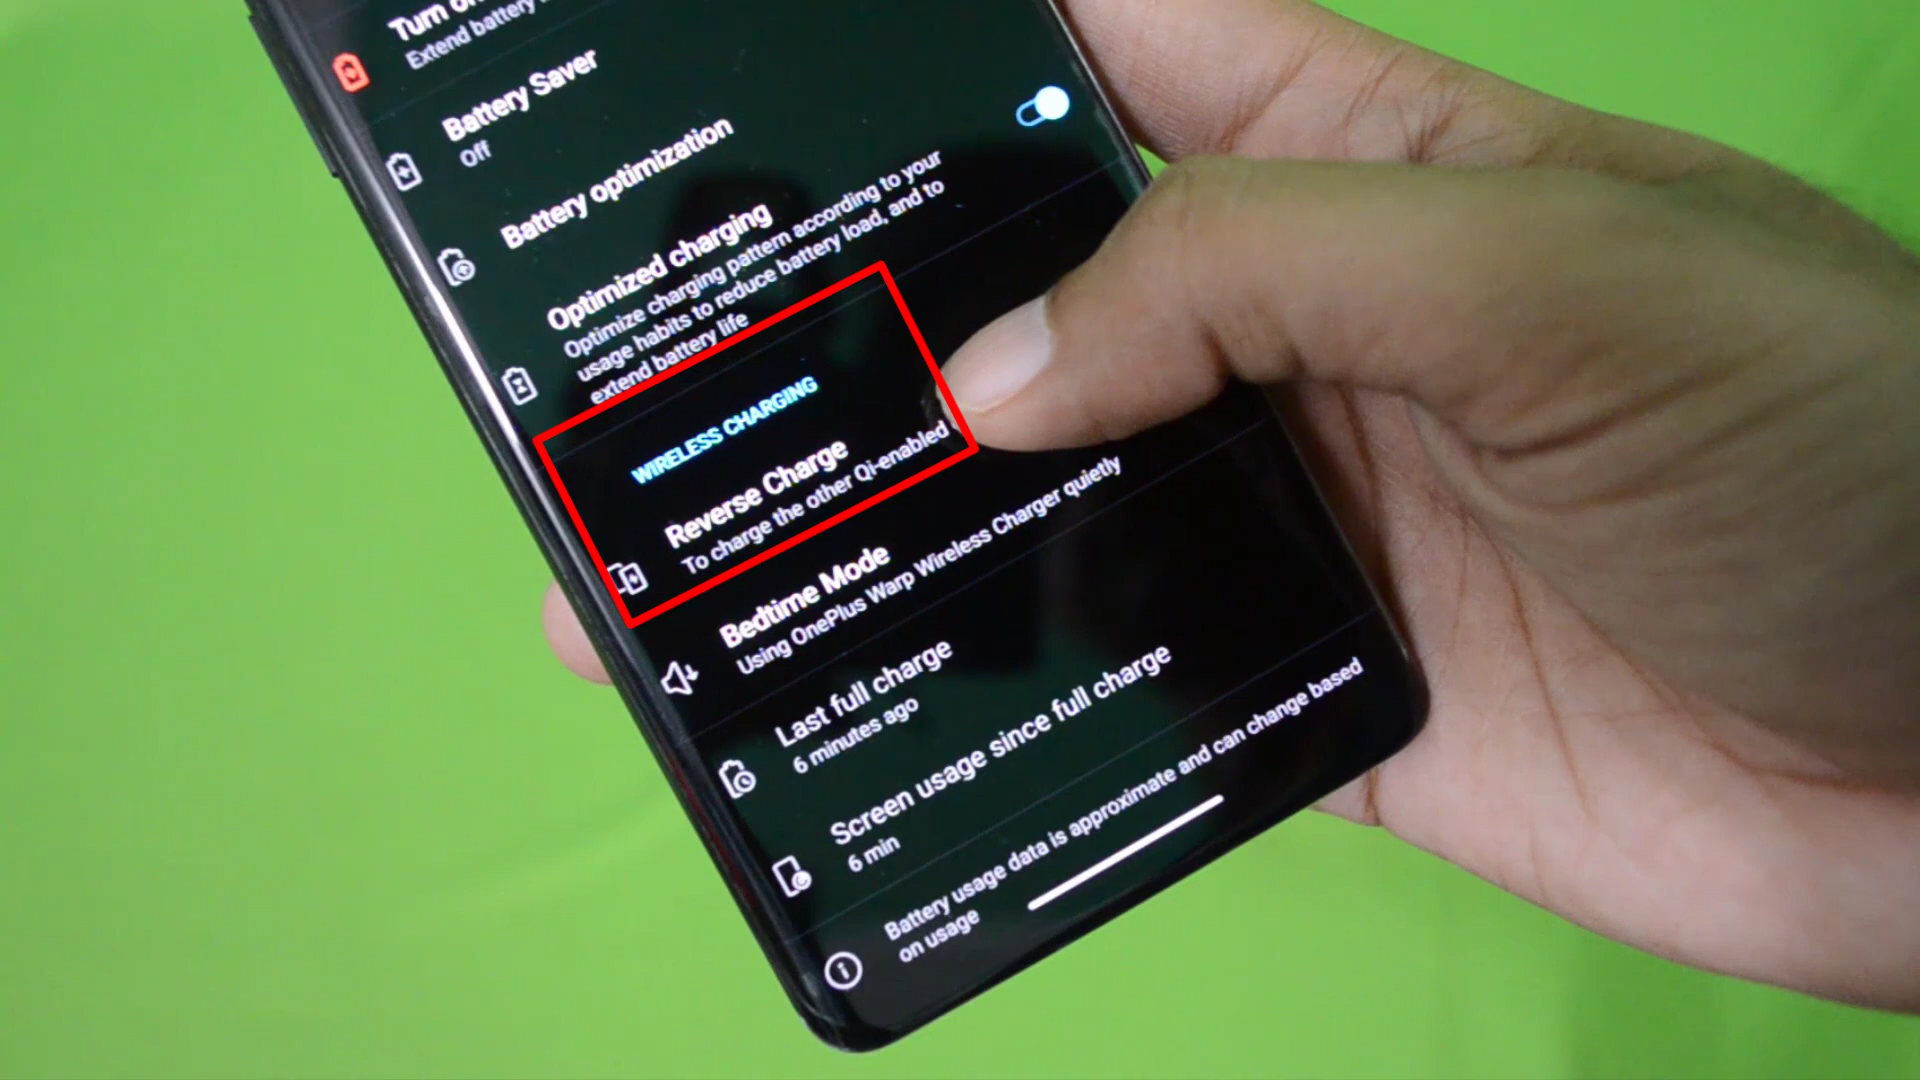 Turn on
Extend battery
Battery Saver
Off
Battery optimization
Optimized charging
Optimize charging pattern according to your
usage habits to reduce battery load, and to
extend battery life
WIRELESS CHARGING
Reverse Charge
To charge the other Qi-enabled
Bedtime Mode
Using OnePlus Warp Wireless Charger quietly
Last full charge
6 minutes ago
Screen usage since full charge
6 min
Battery usage data is approximate and can change based
on usage